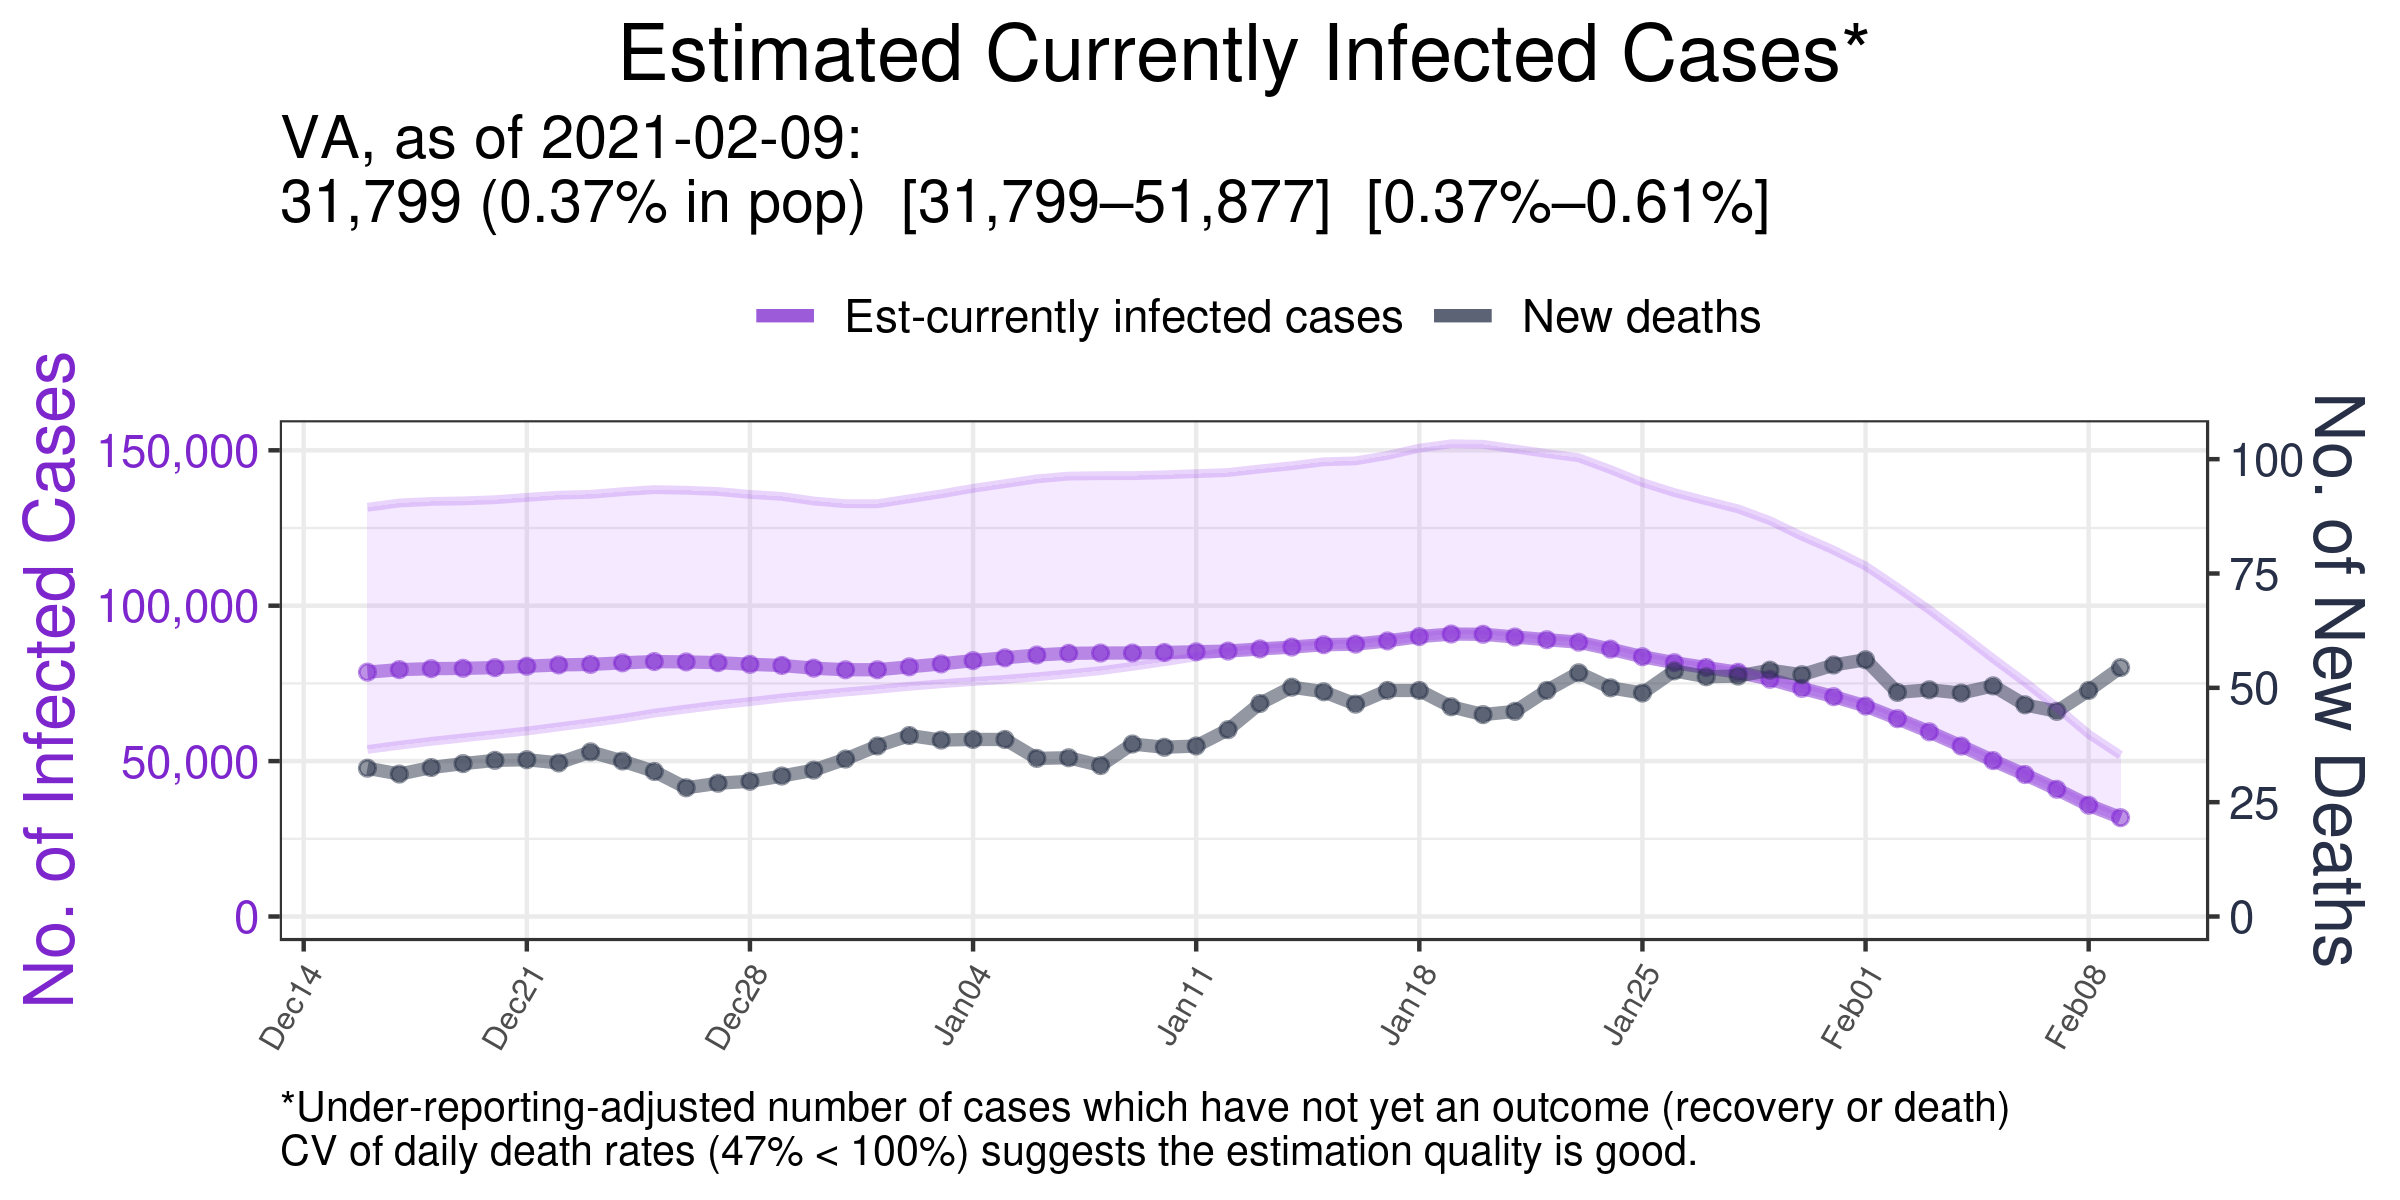 Estimated Currently Infected Cases*
VA, as of 2021-02-09:
31,799 (0.37% in pop)  [31,799–51,877]  [0.37%–0.61%]
Est-currently infected cases
New deaths
No. of Infected Cases
150,000
100,000
50,000
0
No. of New Deaths
100
75
50
25
0
Dec14
Dec21
Dec28
Jan04
Jan11
Jan18
Jan25
Feb01
Feb08
*Under-reporting-adjusted number of cases which have not yet an outcome (recovery or death)
CV of daily death rates (47% < 100%) suggests the estimation quality is good.